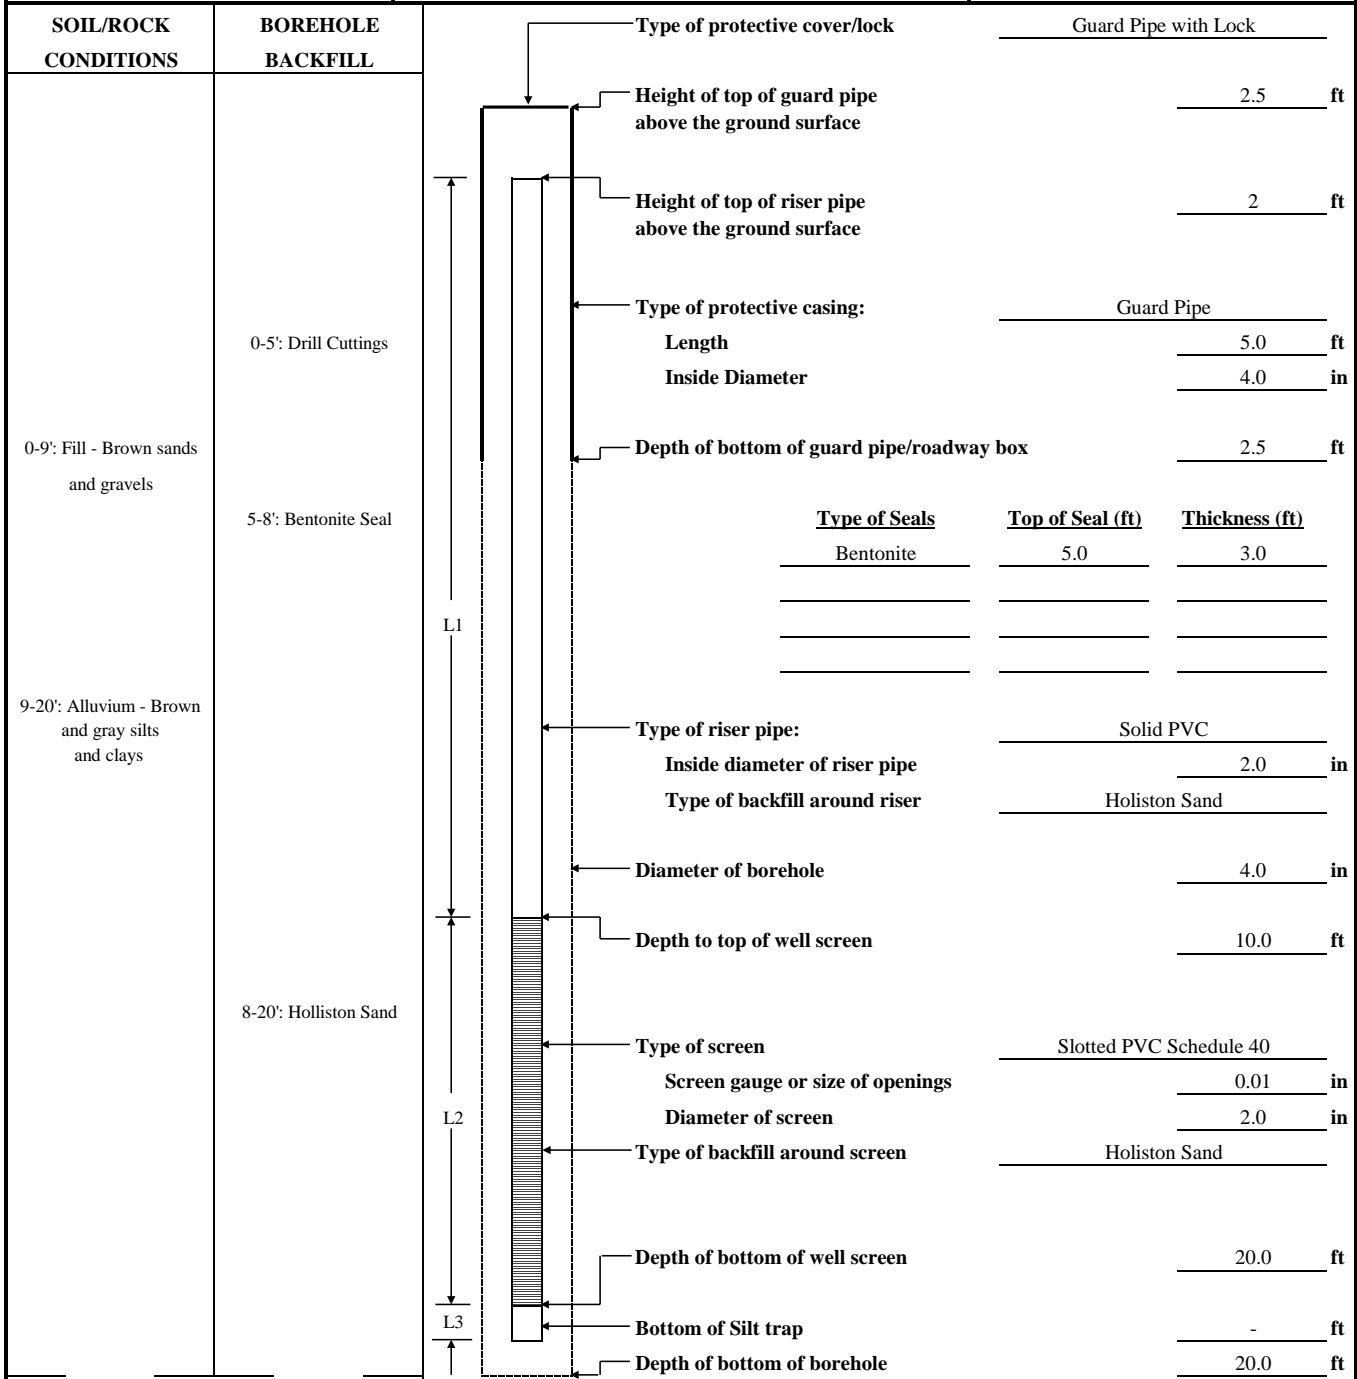 SOIL/ROCK
CONDITIONS
BOREHOLE
BACKFILL
Type of protective cover/lock Guard Pipe with Lock
Height of top of guard pipe 2.5 ft
above the ground surface
Height of top of riser pipe 2 ft
above the ground surface
Type of protective casing: Guard Pipe
0-5': Drill Cuttings
Length 5.0 ft
Inside Diameter 4.0 in
0-9': Fill - Brown sands
and gravels
Depth of bottom of guard pipe/roadway box 2.5 ft
5-8': Bentonite Seal
Type of Seals Top of Seal (ft) Thickness (ft)
Bentonite 5.0 3.0
L1
9-20': Alluvium - Brown
and gray silts
and clays
Type of riser pipe: Solid PVC
Inside diameter of riser pipe 2.0 in
Type of backfill around riser Holiston Sand
Diameter of borehole 4.0 in
Depth to top of well screen 10.0 ft
8-20': Holliston Sand
Type of screen Slotted PVC Schedule 40
Screen gauge or size of openings 0.01 in
L2
Diameter of screen 2.0 in
Type of backfill around screen Holiston Sand
Depth of bottom of well screen 20.0 ft
L3
Bottom of Silt trap - ft
Depth of bottom of borehole 20.0 ft